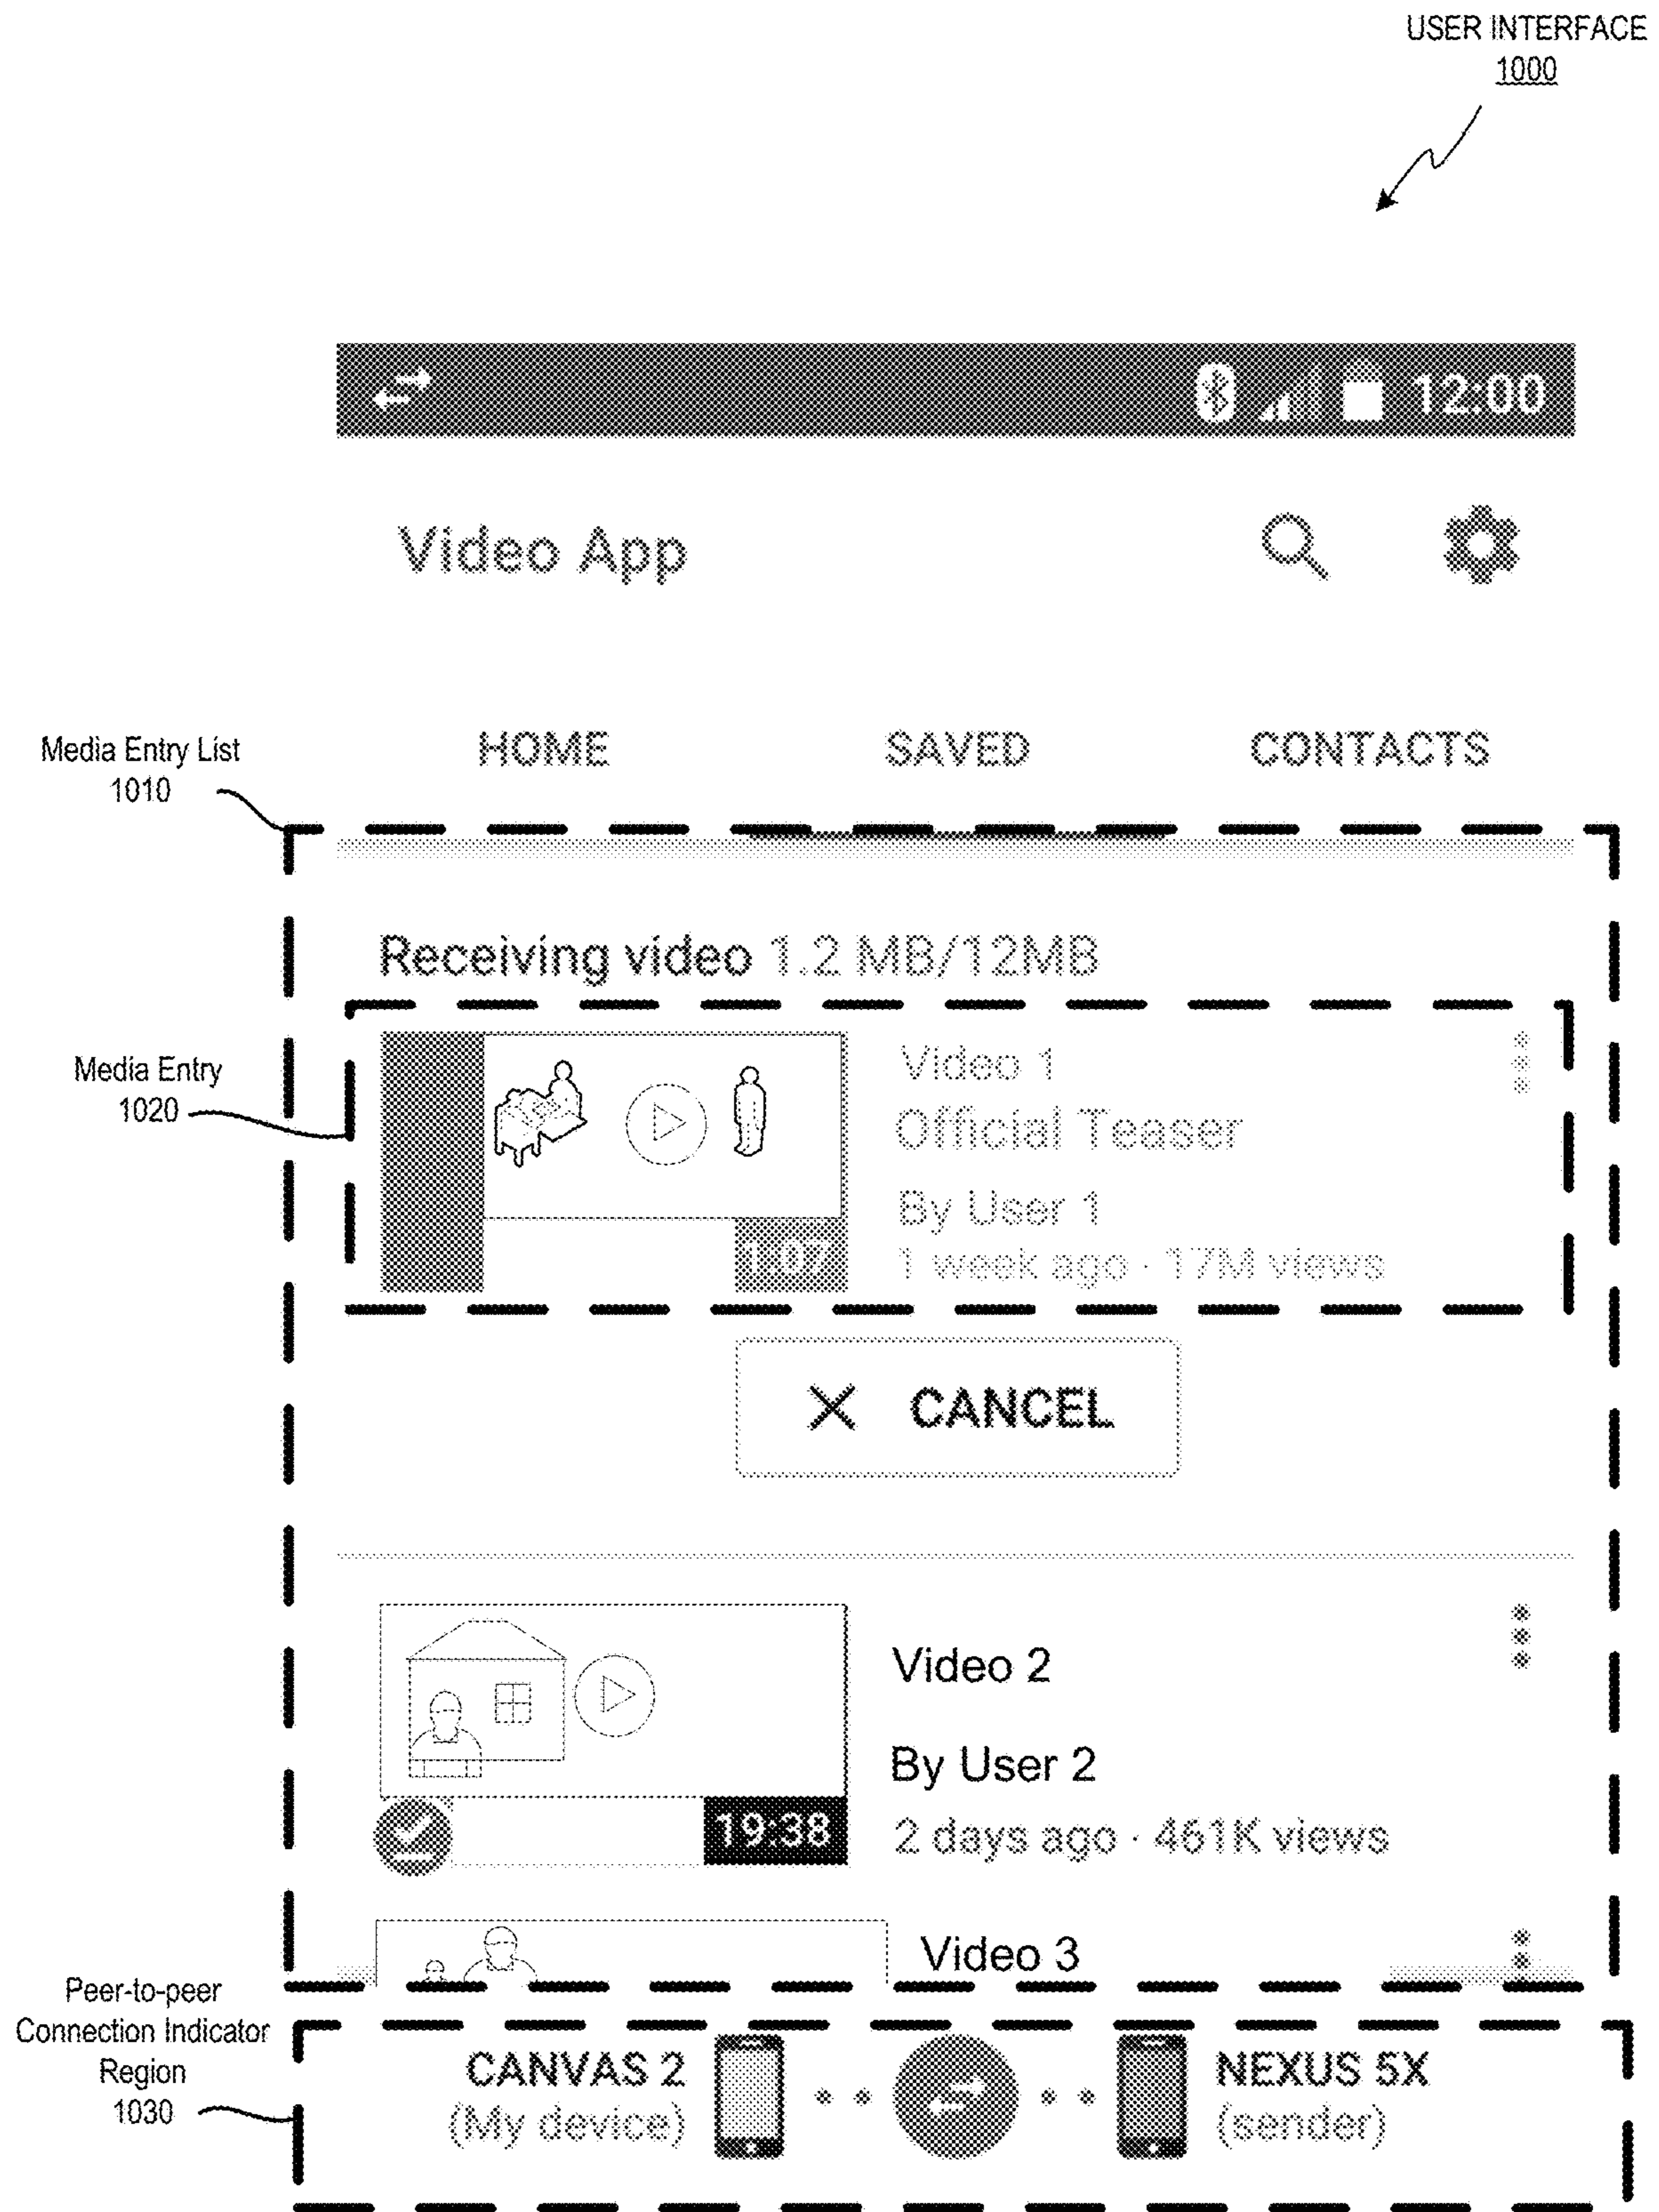 USER INTERFACE
1000
12:00
Video App
HOME SAVED CONTACTS
Media Entry List
1010
Receiving video 1.2 MB/12MB
Media Entry
1020
Video 1
Official Teaser
By User 1
1 week ago · 17M views
1:07
CANCEL
Video 2
By User 2
2 days ago · 461K views
19:38
Video 3
Peer-to-peer
Connection Indicator
Region
1030
CANVAS 2
(My device)
NEXUS 5X
(sender)